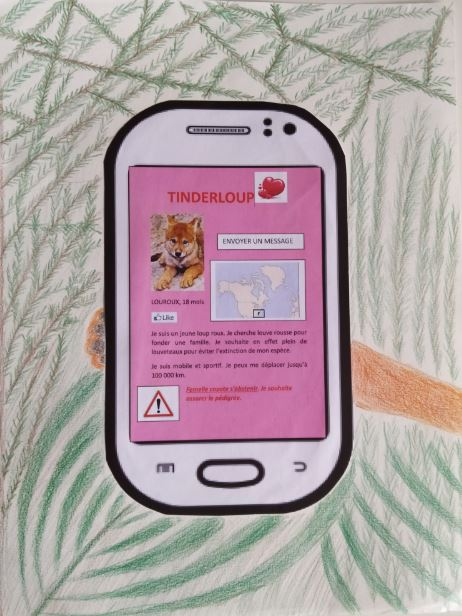 TINDERLOUP
ENVOYER UN MESSAGE
LOUROUX, 18 mois
Like
Je suis un jeune loup roux. Je cherche louve rousse pour
fonder une famille. Je souhaite en effet plein de
louveteaux pour éviter l'extinction de mon espèce.
Je suis mobile et sportif. Je peux me déplacer jusqu'à
100 000 km.
Femelle coyote s'abstenir. Je souhaite
assurer le pédigrée.